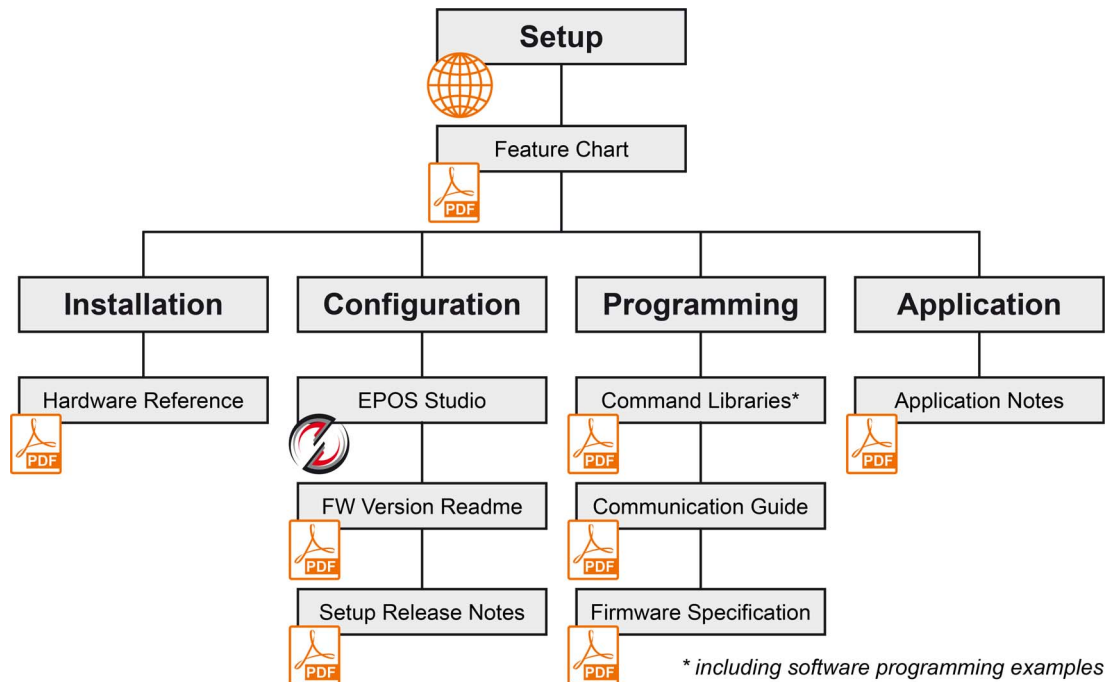 Setup
Feature Chart
PDF
Installation
Configuration
Programming
Application
Hardware Reference
EPOS Studio
Command Libraries*
Application Notes
PDF
PDF
PDF
FW Version Readme
Communication Guide
PDF
PDF
Setup Release Notes
Firmware Specification
PDF
PDF
* including software programming examples